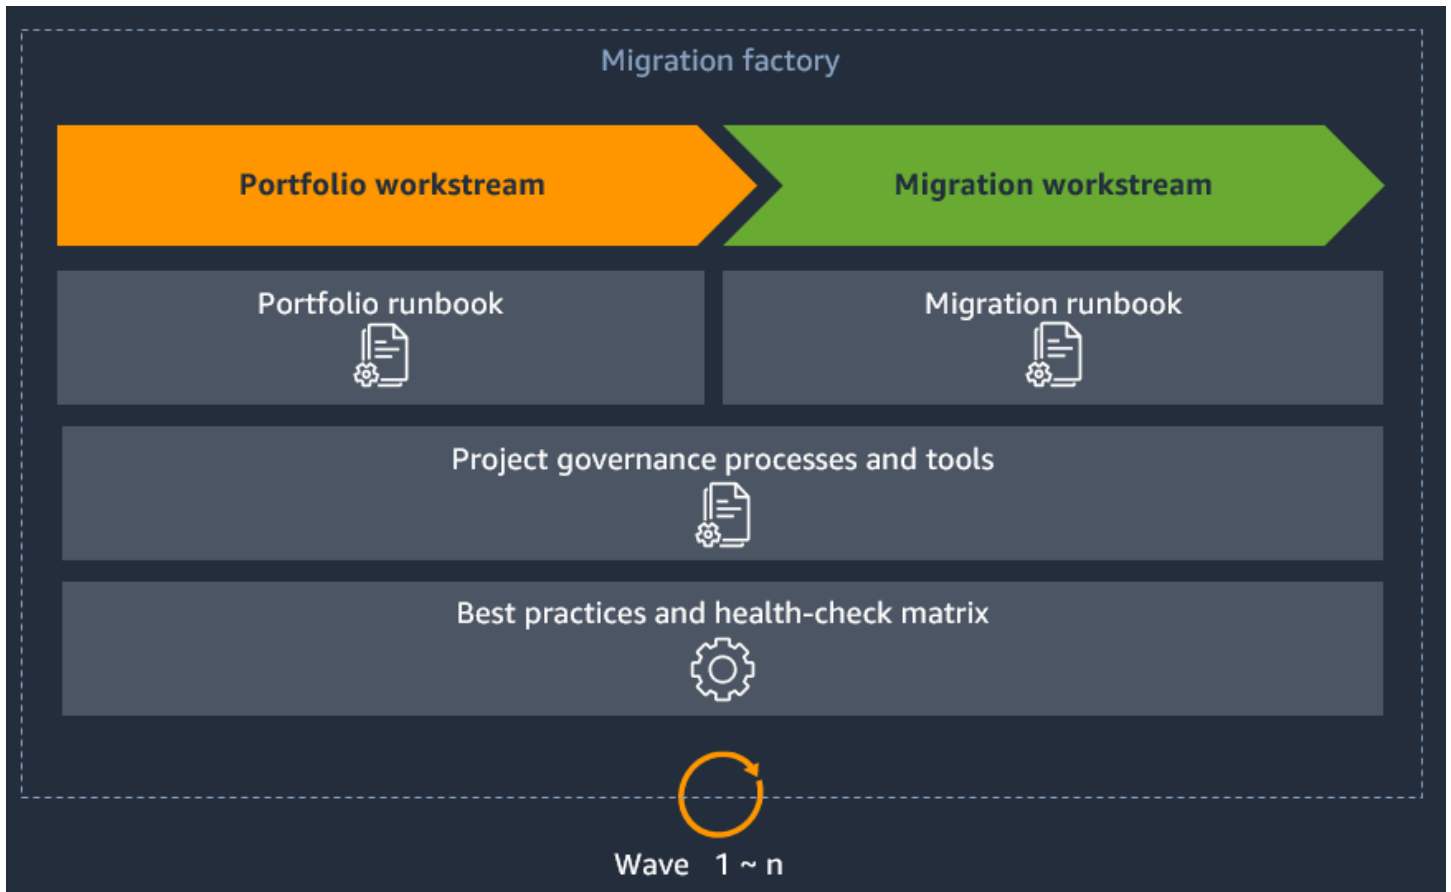 Migration factory
Portfolio workstream
Migration workstream
Portfolio runbook
Migration runbook
Project governance processes and tools
Best practices and health-check matrix
Wave 1 ~ n